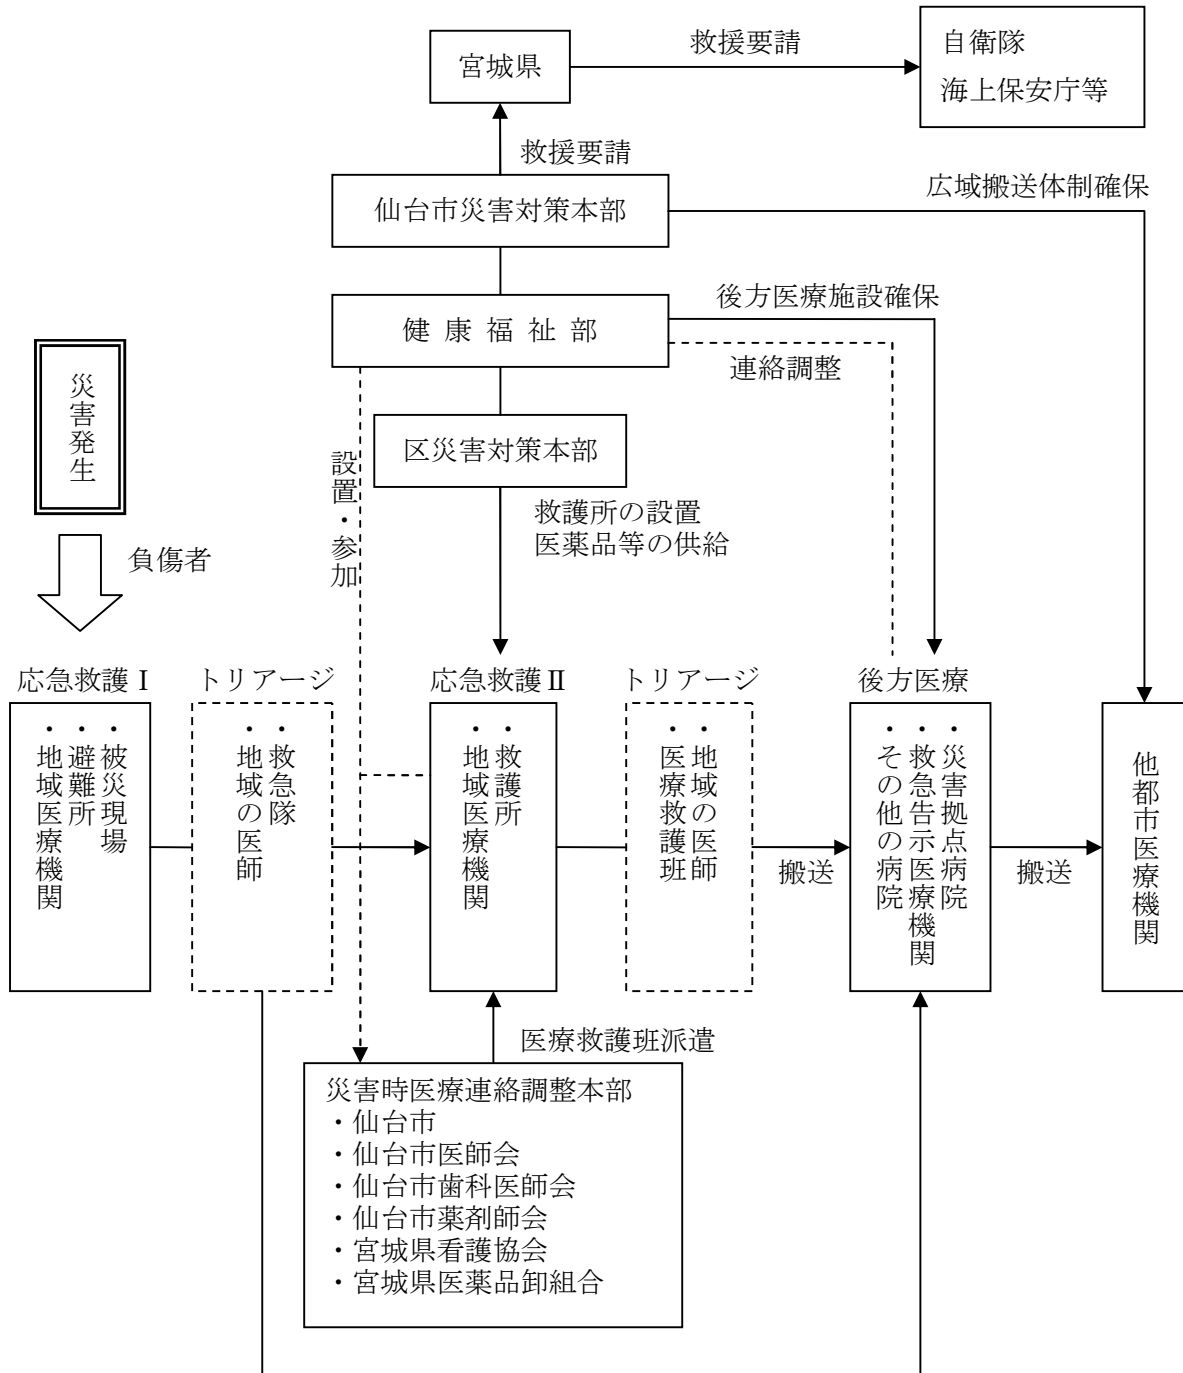 宮城県
救援要請
自衛隊
海上保安庁等
救援要請
仙台市災害対策本部
広域搬送体制確保
健康福祉部
後方医療施設確保
連絡調整
災害発生
区災害対策本部
設置・参加
救護所の設置
医薬品等の供給
負傷者
応急救護Ⅰ
・被災現場
・避難所
・地域医療機関
トリアージ
・救急隊
・地域の医師
応急救護Ⅱ
・救護所
・地域医療機関
トリアージ
・地域の医師
・医療救護班
搬送
後方医療
・災害拠点病院
・救急告示医療機関
・その他の病院
搬送
他都市医療機関
医療救護班派遣
災害時医療連絡調整本部
・仙台市
・仙台市医師会
・仙台市歯科医師会
・仙台市薬剤師会
・宮城県看護協会
・宮城県医薬品卸組合